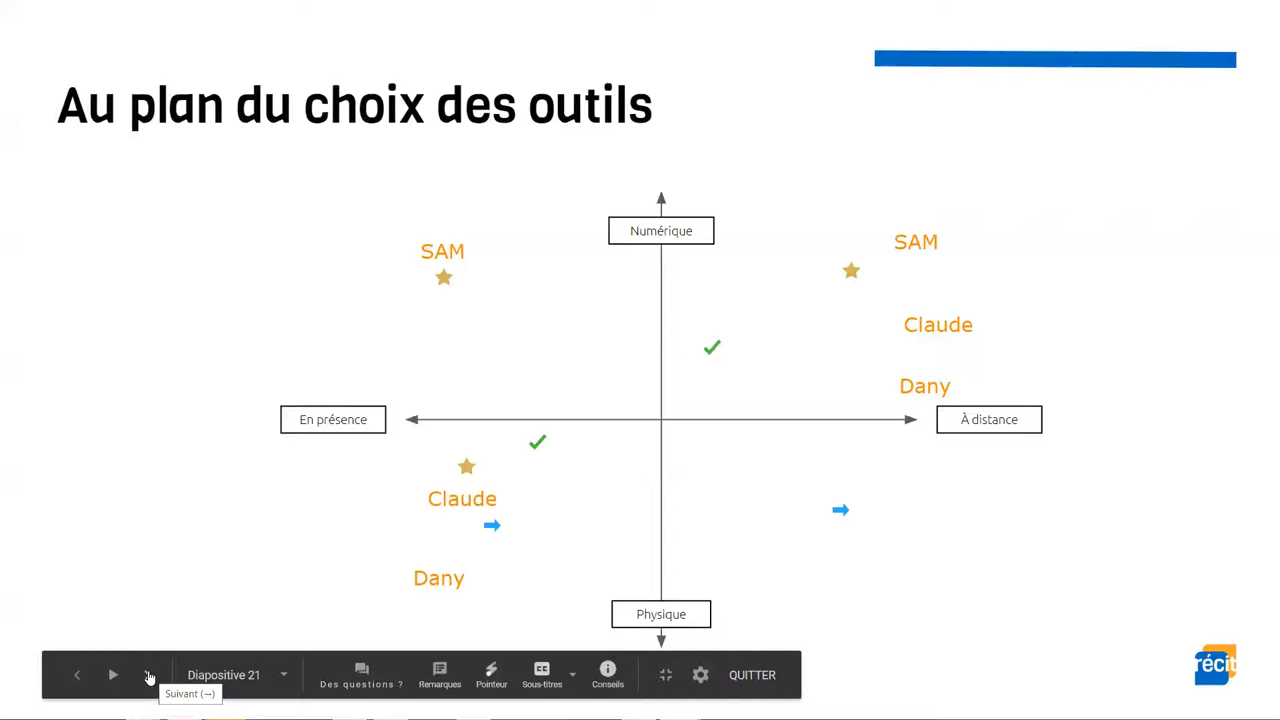 Au plan du choix des outils
Numérique
SAM
SAM
Claude
Dany
En présence
À distance
Claude
Dany
Physique
Diapositive 21
Des questions ?
Remarques
Pointeur
Sous-titres
Conseils
QUITTER
Suivant (→)
récit